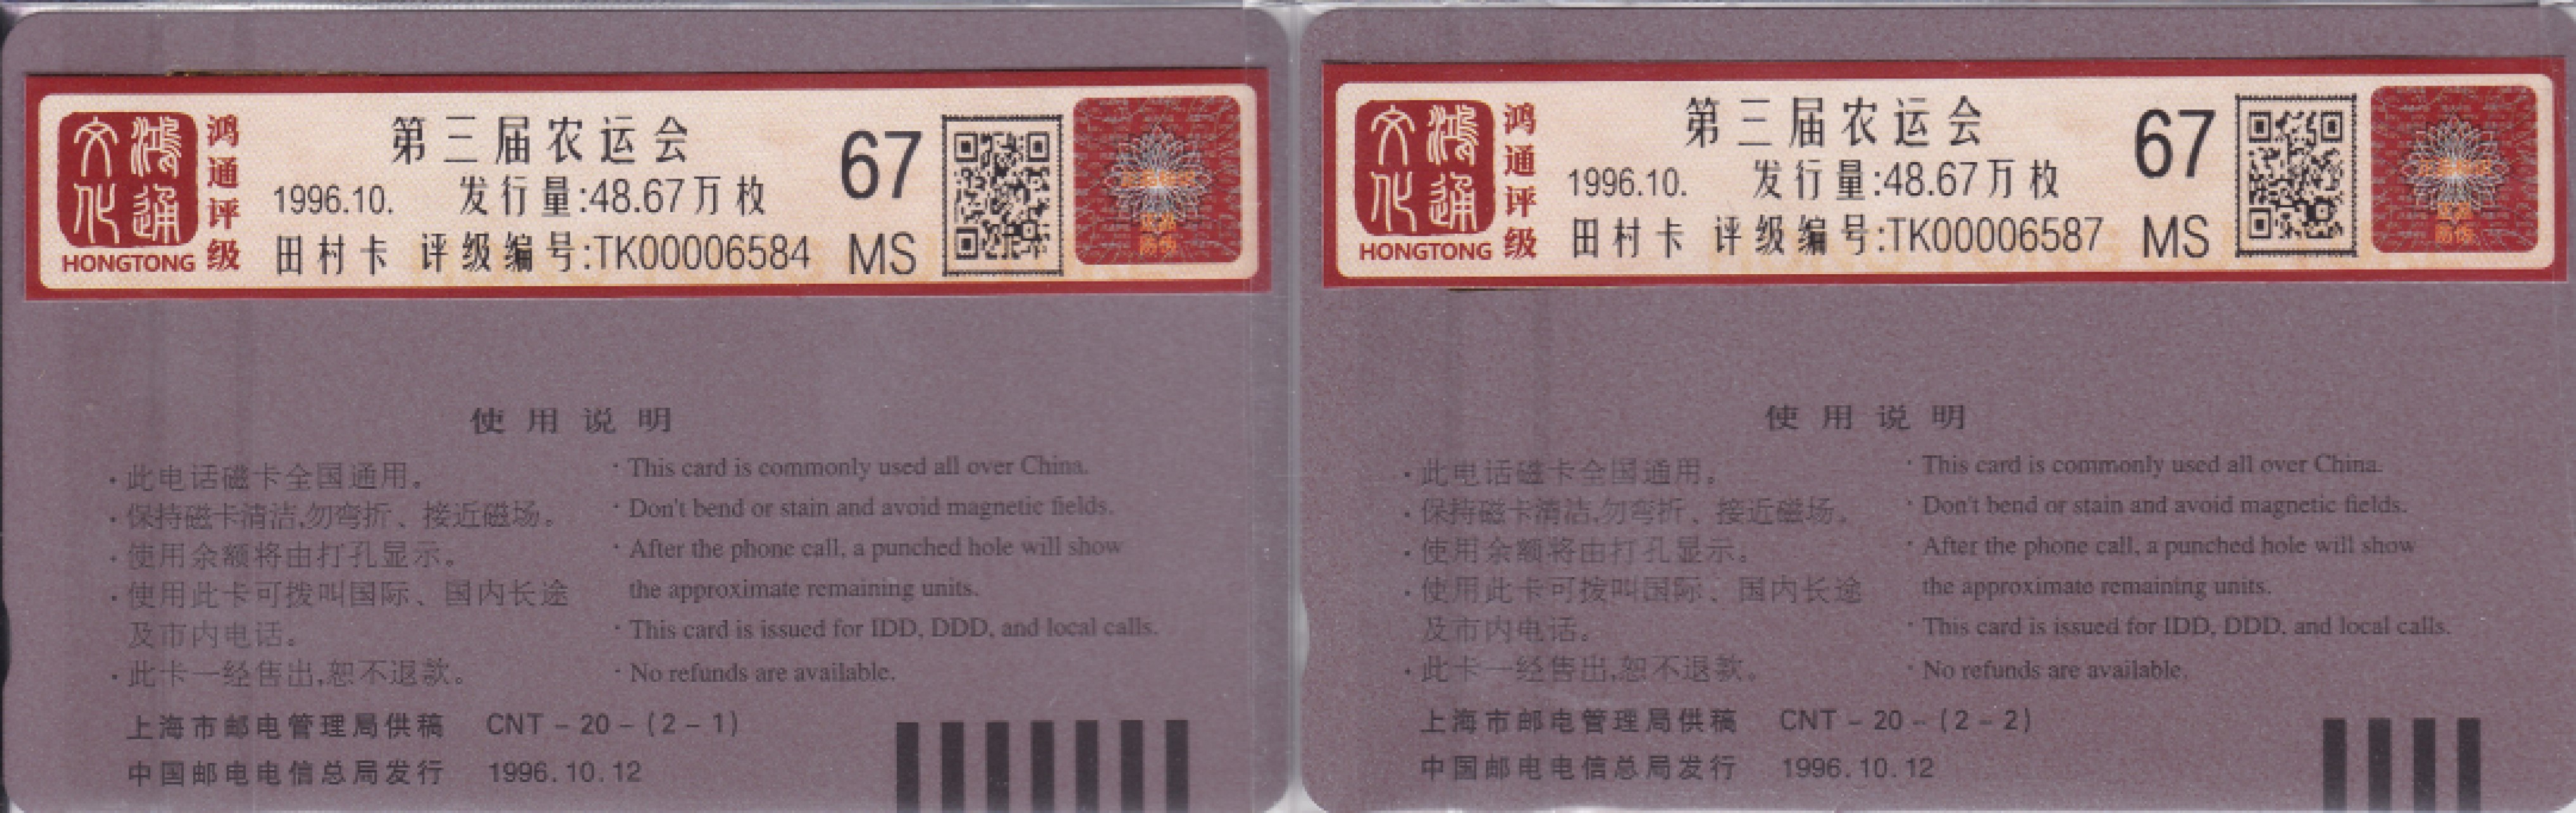 鸿通文化
HONGTONG
鸿通评级
第三届农运会
1996.10. 发行量:48.67万枚
田村卡 评级编号:TK00006584
67
MS
使用说明
·此电话磁卡全国通用。
·保持磁卡清洁,勿弯折、接近磁场。
·使用余额将由打孔显示。
·使用此卡可拨叫国际、国内长途
及市内电话。
·此卡一经售出,恕不退款。
· This card is commonly used all over China.
· Don't bend or stain and avoid magnetic fields.
· After the phone call, a punched hole will show
the approximate remaining units.
· This card is issued for IDD, DDD, and local calls.
· No refunds are available.
上海市邮电管理局供稿 CNT-20-(2-1)
中国邮电电信总局发行 1996.10.12
鸿通文化
HONGTONG
鸿通评级
第三届农运会
1996.10. 发行量:48.67万枚
田村卡 评级编号:TK00006587
67
MS
使用说明
·此电话磁卡全国通用。
·保持磁卡清洁,勿弯折、接近磁场。
·使用余额将由打孔显示。
·使用此卡可拨叫国际、国内长途
及市内电话。
·此卡一经售出,恕不退款。
· This card is commonly used all over China.
· Don't bend or stain and avoid magnetic fields.
· After the phone call, a punched hole will show
the approximate remaining units.
· This card is issued for IDD, DDD, and local calls.
· No refunds are available.
上海市邮电管理局供稿 CNT-20-(2-2)
中国邮电电信总局发行 1996.10.12